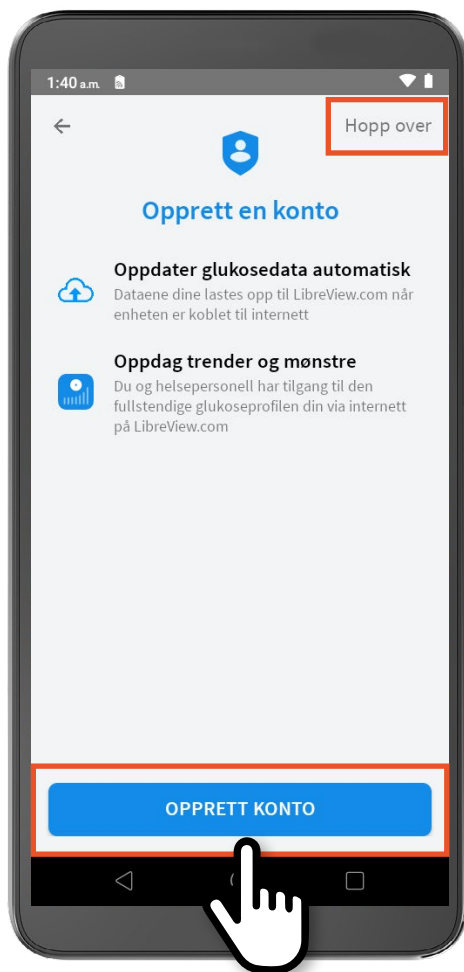 1:40 a.m.
Hopp over
Opprett en konto
Oppdater glukosedata automatisk
Dataene dine lastes opp til LibreView.com når
enheten er koblet til internett
Oppdag trender og mønstre
Du og helsepersonell har tilgang til den
fullstendige glukoseprofilen din via internett
på LibreView.com
OPPRETT KONTO